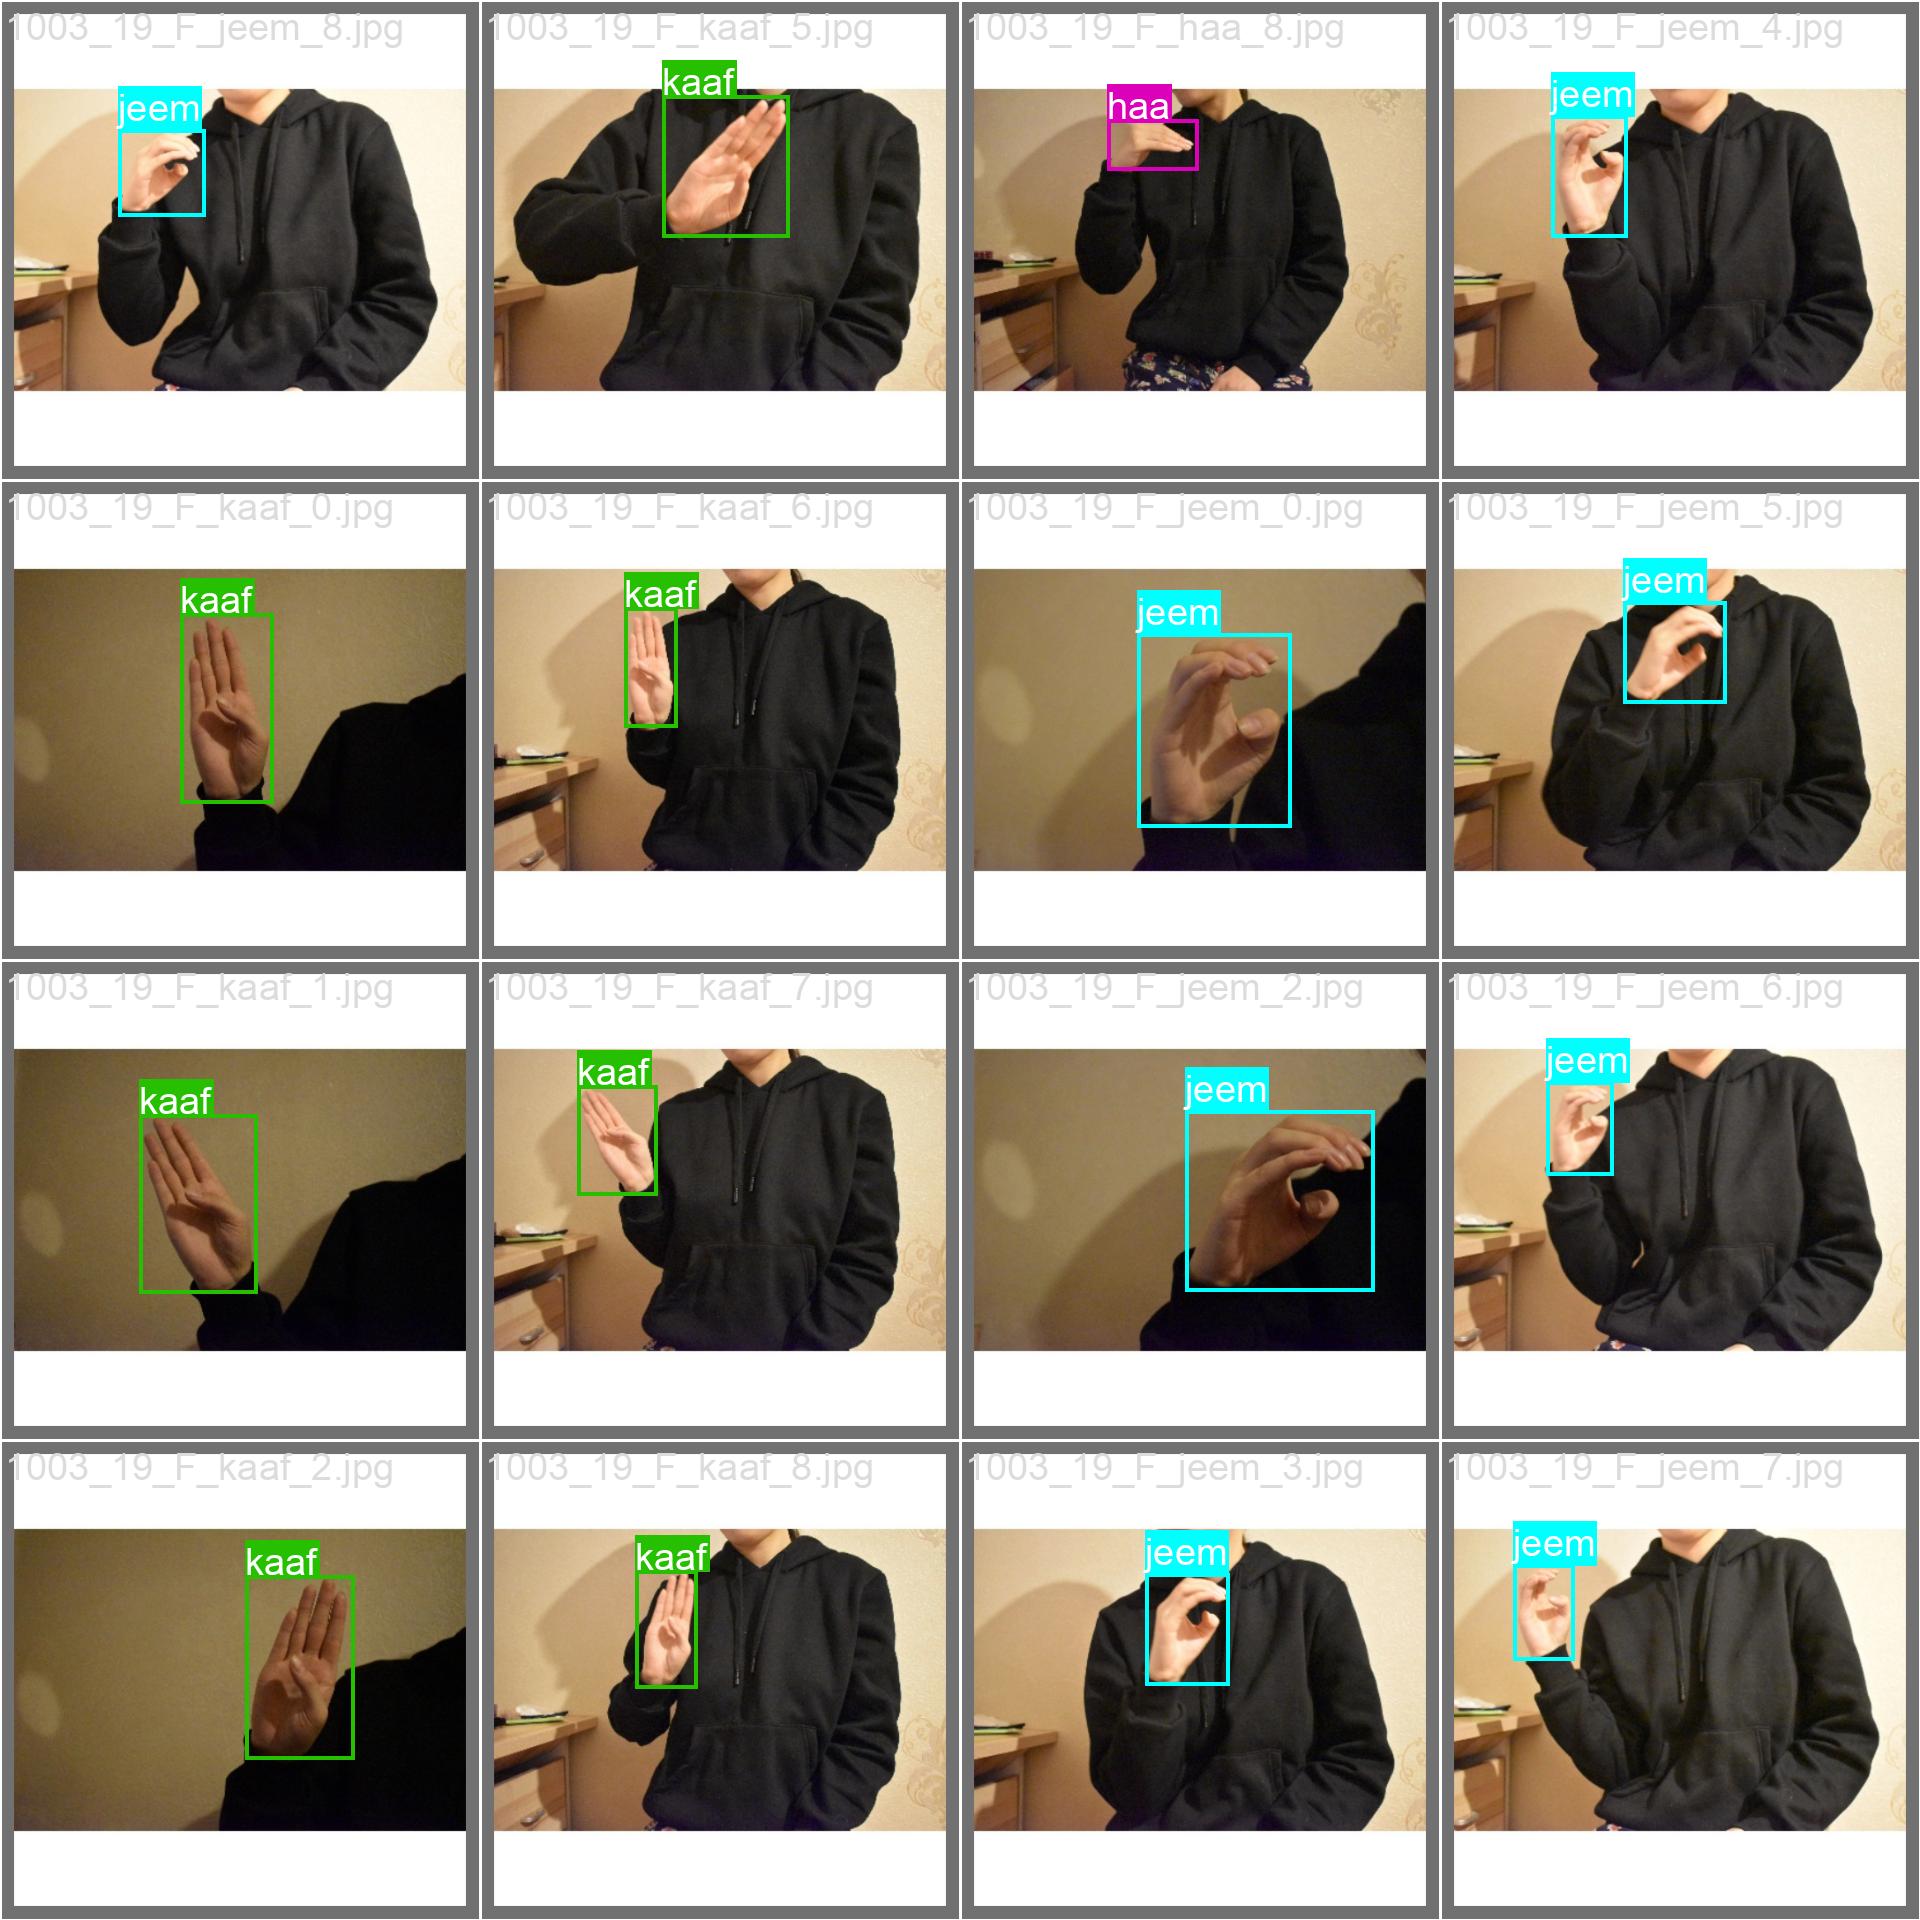 1003_19_F_jeem_8.jpg
jeem
1003_19_F_kaaf_5.jpg
kaaf
1003_19_F_haa_8.jpg
haa
1003_19_F_jeem_4.jpg
jeem
1003_19_F_kaaf_0.jpg
kaaf
1003_19_F_kaaf_6.jpg
kaaf
1003_19_F_jeem_0.jpg
jeem
1003_19_F_jeem_5.jpg
jeem
1003_19_F_kaaf_1.jpg
kaaf
1003_19_F_kaaf_7.jpg
kaaf
1003_19_F_jeem_2.jpg
jeem
1003_19_F_jeem_6.jpg
jeem
1003_19_F_kaaf_2.jpg
kaaf
1003_19_F_kaaf_8.jpg
kaaf
1003_19_F_jeem_3.jpg
jeem
1003_19_F_jeem_7.jpg
jeem